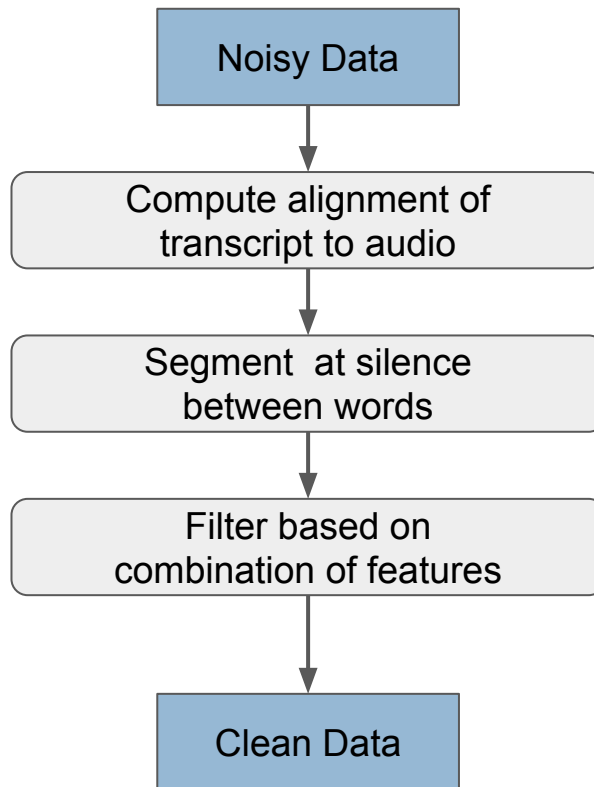 Noisy Data
Compute alignment of
transcript to audio
Segment  at silence
between words
Filter based on
combination of features
Clean Data